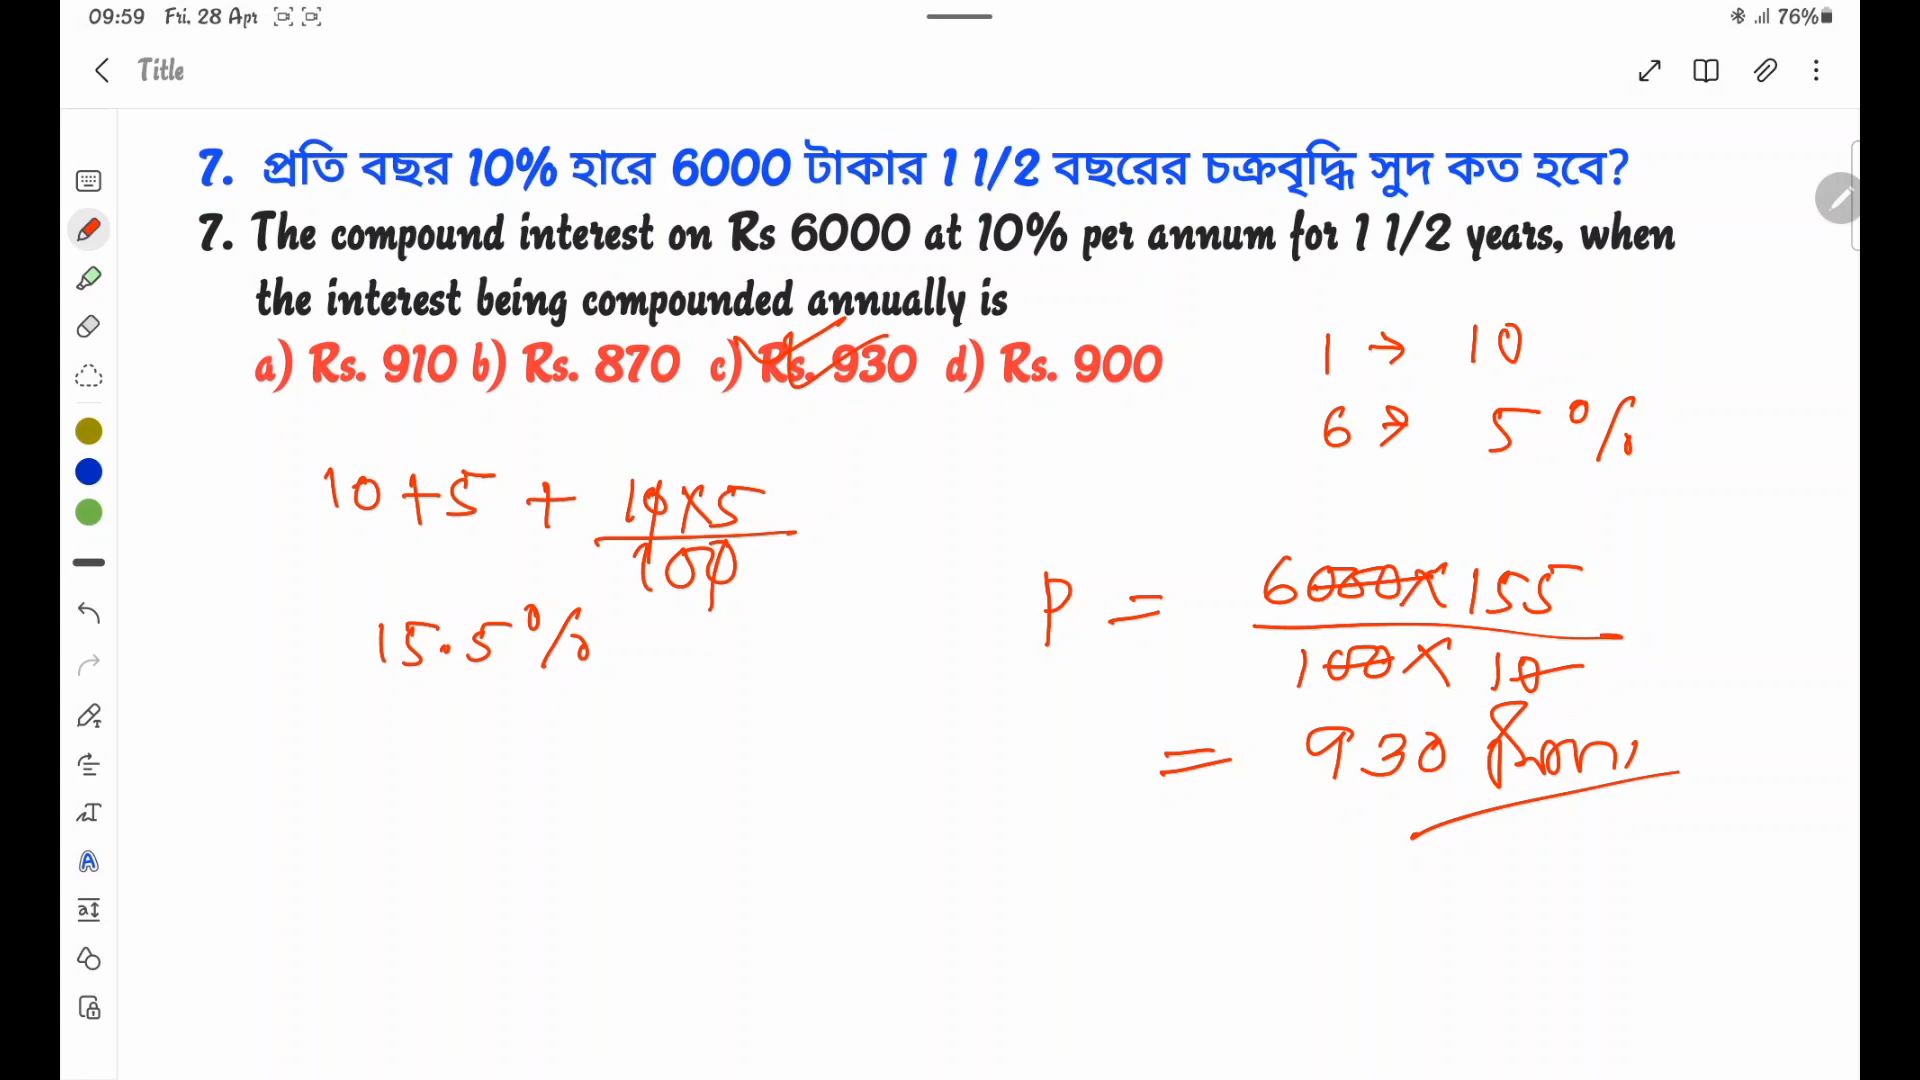 09:59 Fri. 28 Apr 76%
Title
7. প্রতি বছর 10% হারে 6000 টাকার 1 1/2 বছরের চক্রবৃদ্ধি সুদ কত হবে?
7. The compound interest on Rs 6000 at 10% per annum for 1 1/2 years, when
the interest being compounded annually is
a) Rs. 910 b) Rs. 870 c) Rs. 930 d) Rs. 900
1 → 10
6 → 5%
10 + 5 + 10 X 5
100
15.5%
P = 6000 X 155
100 X 10
= 930